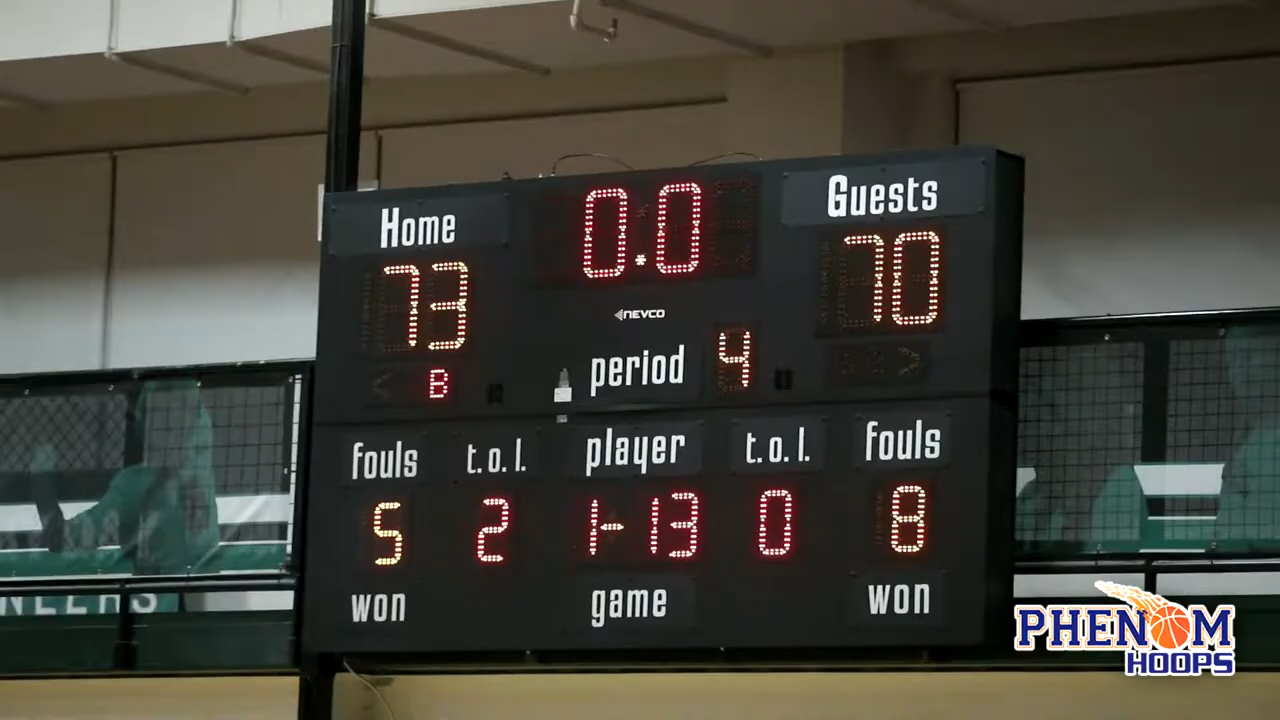 Home 0.0 Guests
73 70
NEVCO
period 4
B
fouls t.o.l. player t.o.l. fouls
5 2 1-13 0 8
won game won
NEERS
PHENOM
HOOPS